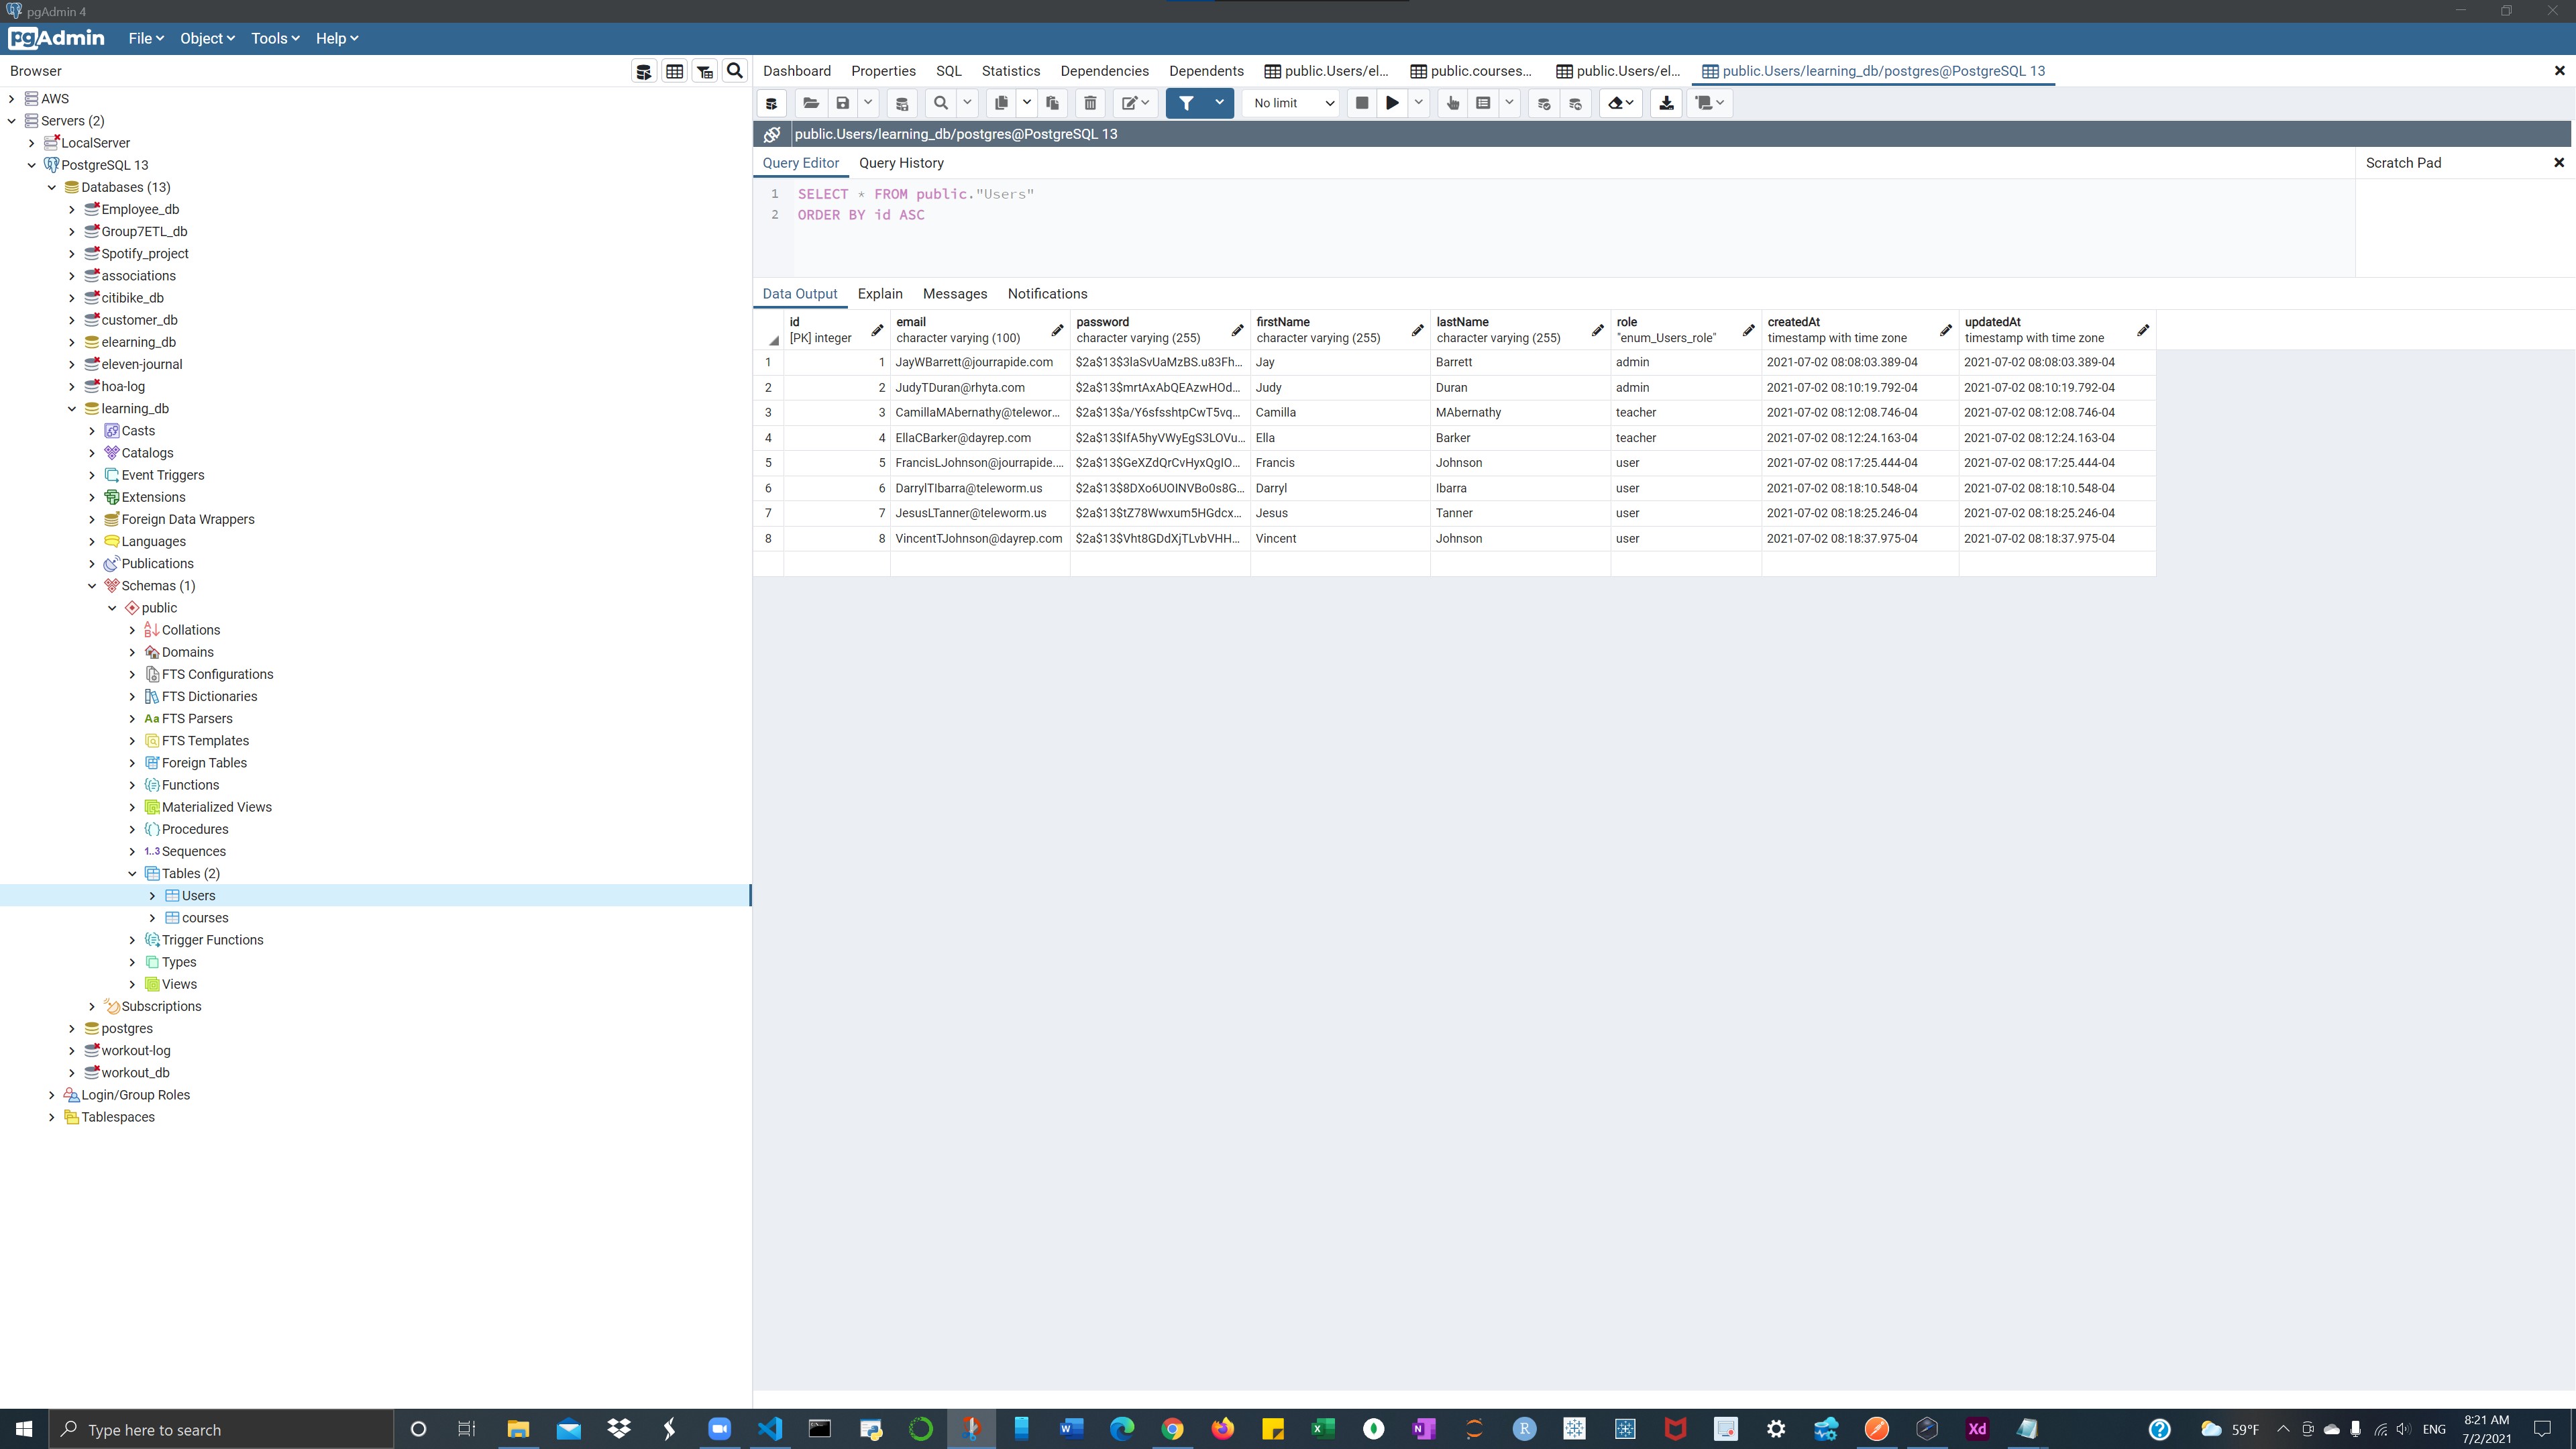 pgAdmin 4
pgAdmin File Object Tools Help
Browser
AWS
Servers (2)
LocalServer
PostgreSQL 13
Databases (13)
Employee_db
Group7ETL_db
Spotify_project
associations
citibike_db
customer_db
elearning_db
eleven-journal
hoa-log
learning_db
Casts
Catalogs
Event Triggers
Extensions
Foreign Data Wrappers
Languages
Publications
Schemas (1)
public
Collations
Domains
FTS Configurations
FTS Dictionaries
Aa FTS Parsers
FTS Templates
Foreign Tables
Functions
Materialized Views
Procedures
1..3 Sequences
Tables (2)
Users
courses
Trigger Functions
Types
Views
Subscriptions
postgres
workout-log
workout_db
Login/Group Roles
Tablespaces
Dashboard Properties SQL Statistics Dependencies Dependents public.Users/el... public.courses... public.Users/el... public.Users/learning_db/postgres@PostgreSQL 13
No limit
public.Users/learning_db/postgres@PostgreSQL 13
Query Editor Query History Scratch Pad
1 SELECT * FROM public."Users"
2 ORDER BY id ASC
Data Output Explain Messages Notifications
id email password firstName lastName role createdAt updatedAt
[PK] integer character varying (100) character varying (255) character varying (255) character varying (255) "enum_Users_role" timestamp with time zone timestamp with time zone
1 1 JayWBarrett@jourrapide.com $2a$13$3IaSvUaMzBS.u83Fh... Jay Barrett admin 2021-07-02 08:08:03.389-04 2021-07-02 08:08:03.389-04
2 2 JudyTDuran@rhyta.com $2a$13$mrtAxAbQEAzwHOd... Judy Duran admin 2021-07-02 08:10:19.792-04 2021-07-02 08:10:19.792-04
3 3 CamillaMAbernathy@telewor... $2a$13$a/Y6sfsshtpCwT5vq... Camilla MAbernathy teacher 2021-07-02 08:12:08.746-04 2021-07-02 08:12:08.746-04
4 4 EllaCBarker@dayrep.com $2a$13$IfA5hyVWyEgS3LOVu... Ella Barker teacher 2021-07-02 08:12:24.163-04 2021-07-02 08:12:24.163-04
5 5 FrancisLJohnson@jourrapide.... $2a$13$GeXZdQrCvHyxQgIO... Francis Johnson user 2021-07-02 08:17:25.444-04 2021-07-02 08:17:25.444-04
6 6 DarrylTIbarra@teleworm.us $2a$13$8DXo6UOINVBo0s8G... Darryl Ibarra user 2021-07-02 08:18:10.548-04 2021-07-02 08:18:10.548-04
7 7 JesusLTanner@teleworm.us $2a$13$tZ78Wwxum5HGdcx... Jesus Tanner user 2021-07-02 08:18:25.246-04 2021-07-02 08:18:25.246-04
8 8 VincentTJohnson@dayrep.com $2a$13$Vht8GDdXjTLvbVHH... Vincent Johnson user 2021-07-02 08:18:37.975-04 2021-07-02 08:18:37.975-04
Type here to search
Xd
59°F
ENG
8:21 AM
7/2/2021